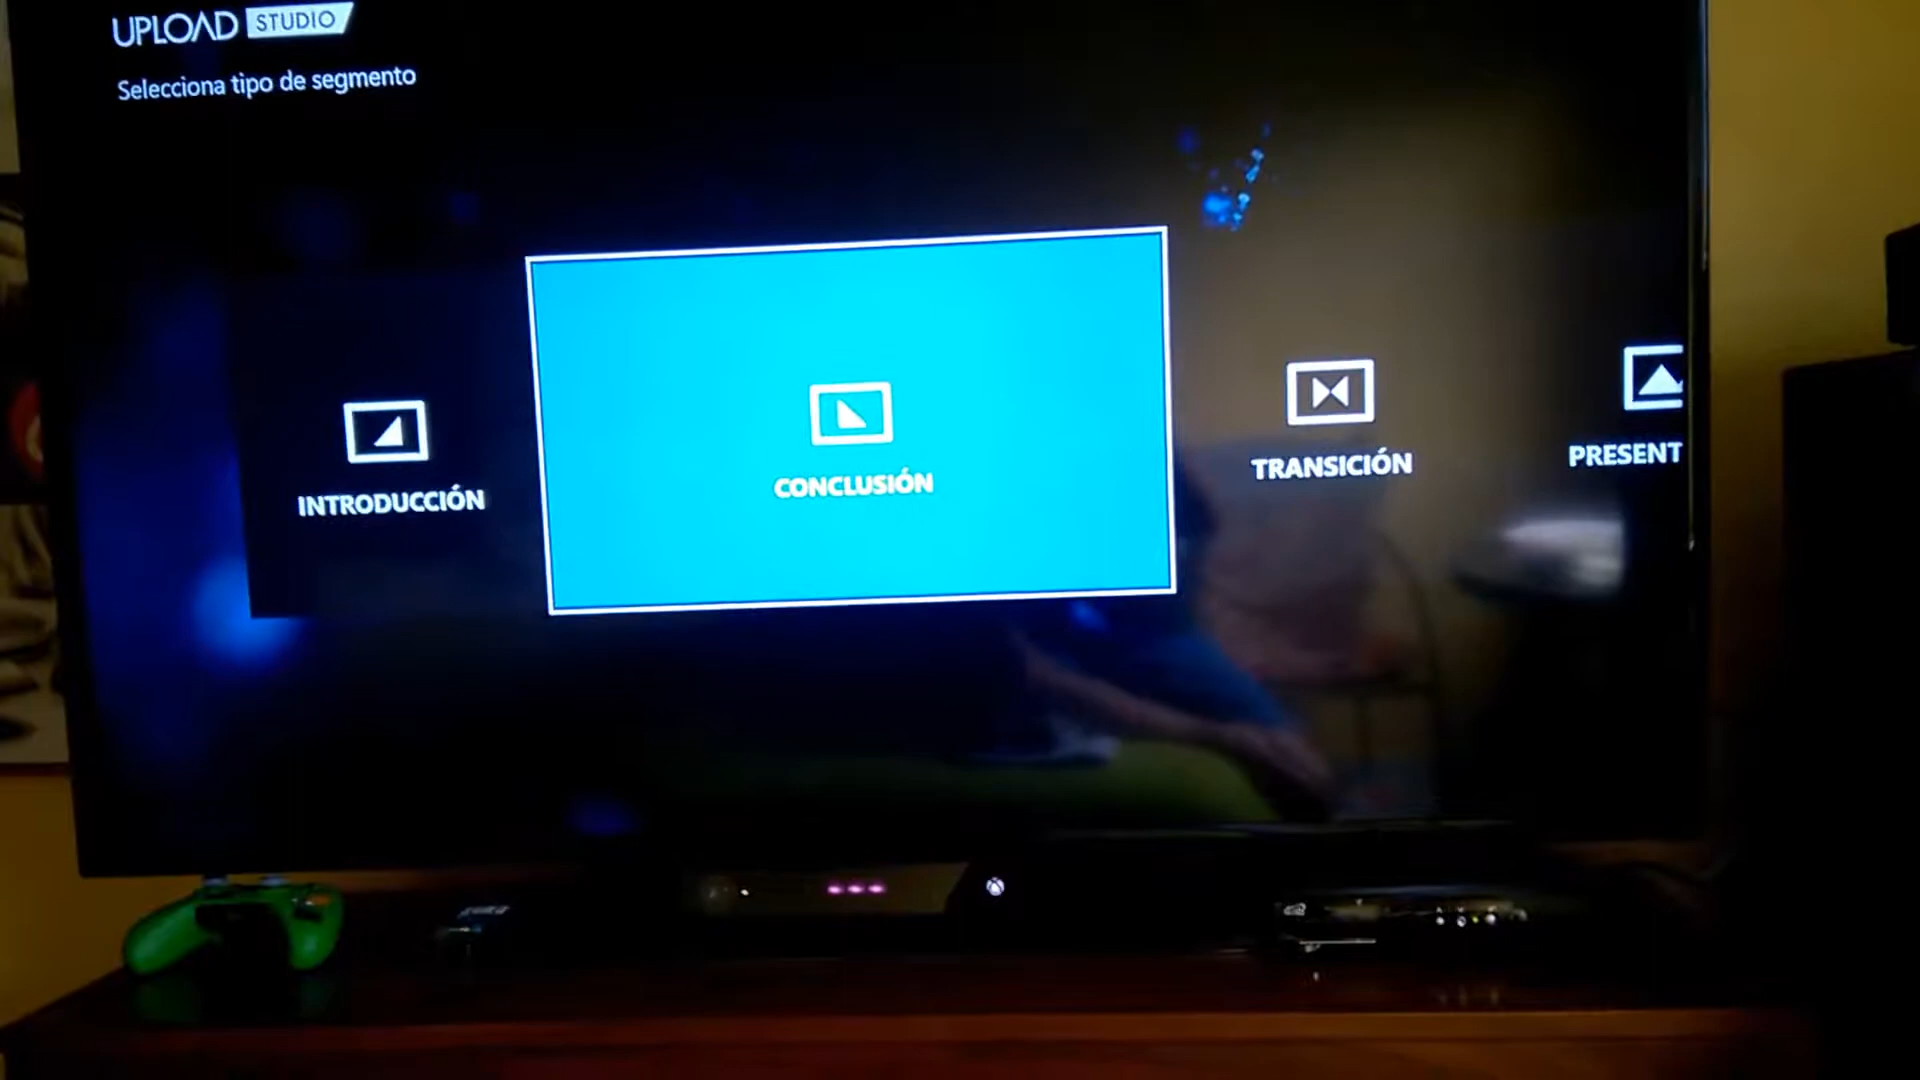 UPLOAD STUDIO
Selecciona tipo de segmento
INTRODUCCIÓN
CONCLUSIÓN
TRANSICIÓN
PRESENT